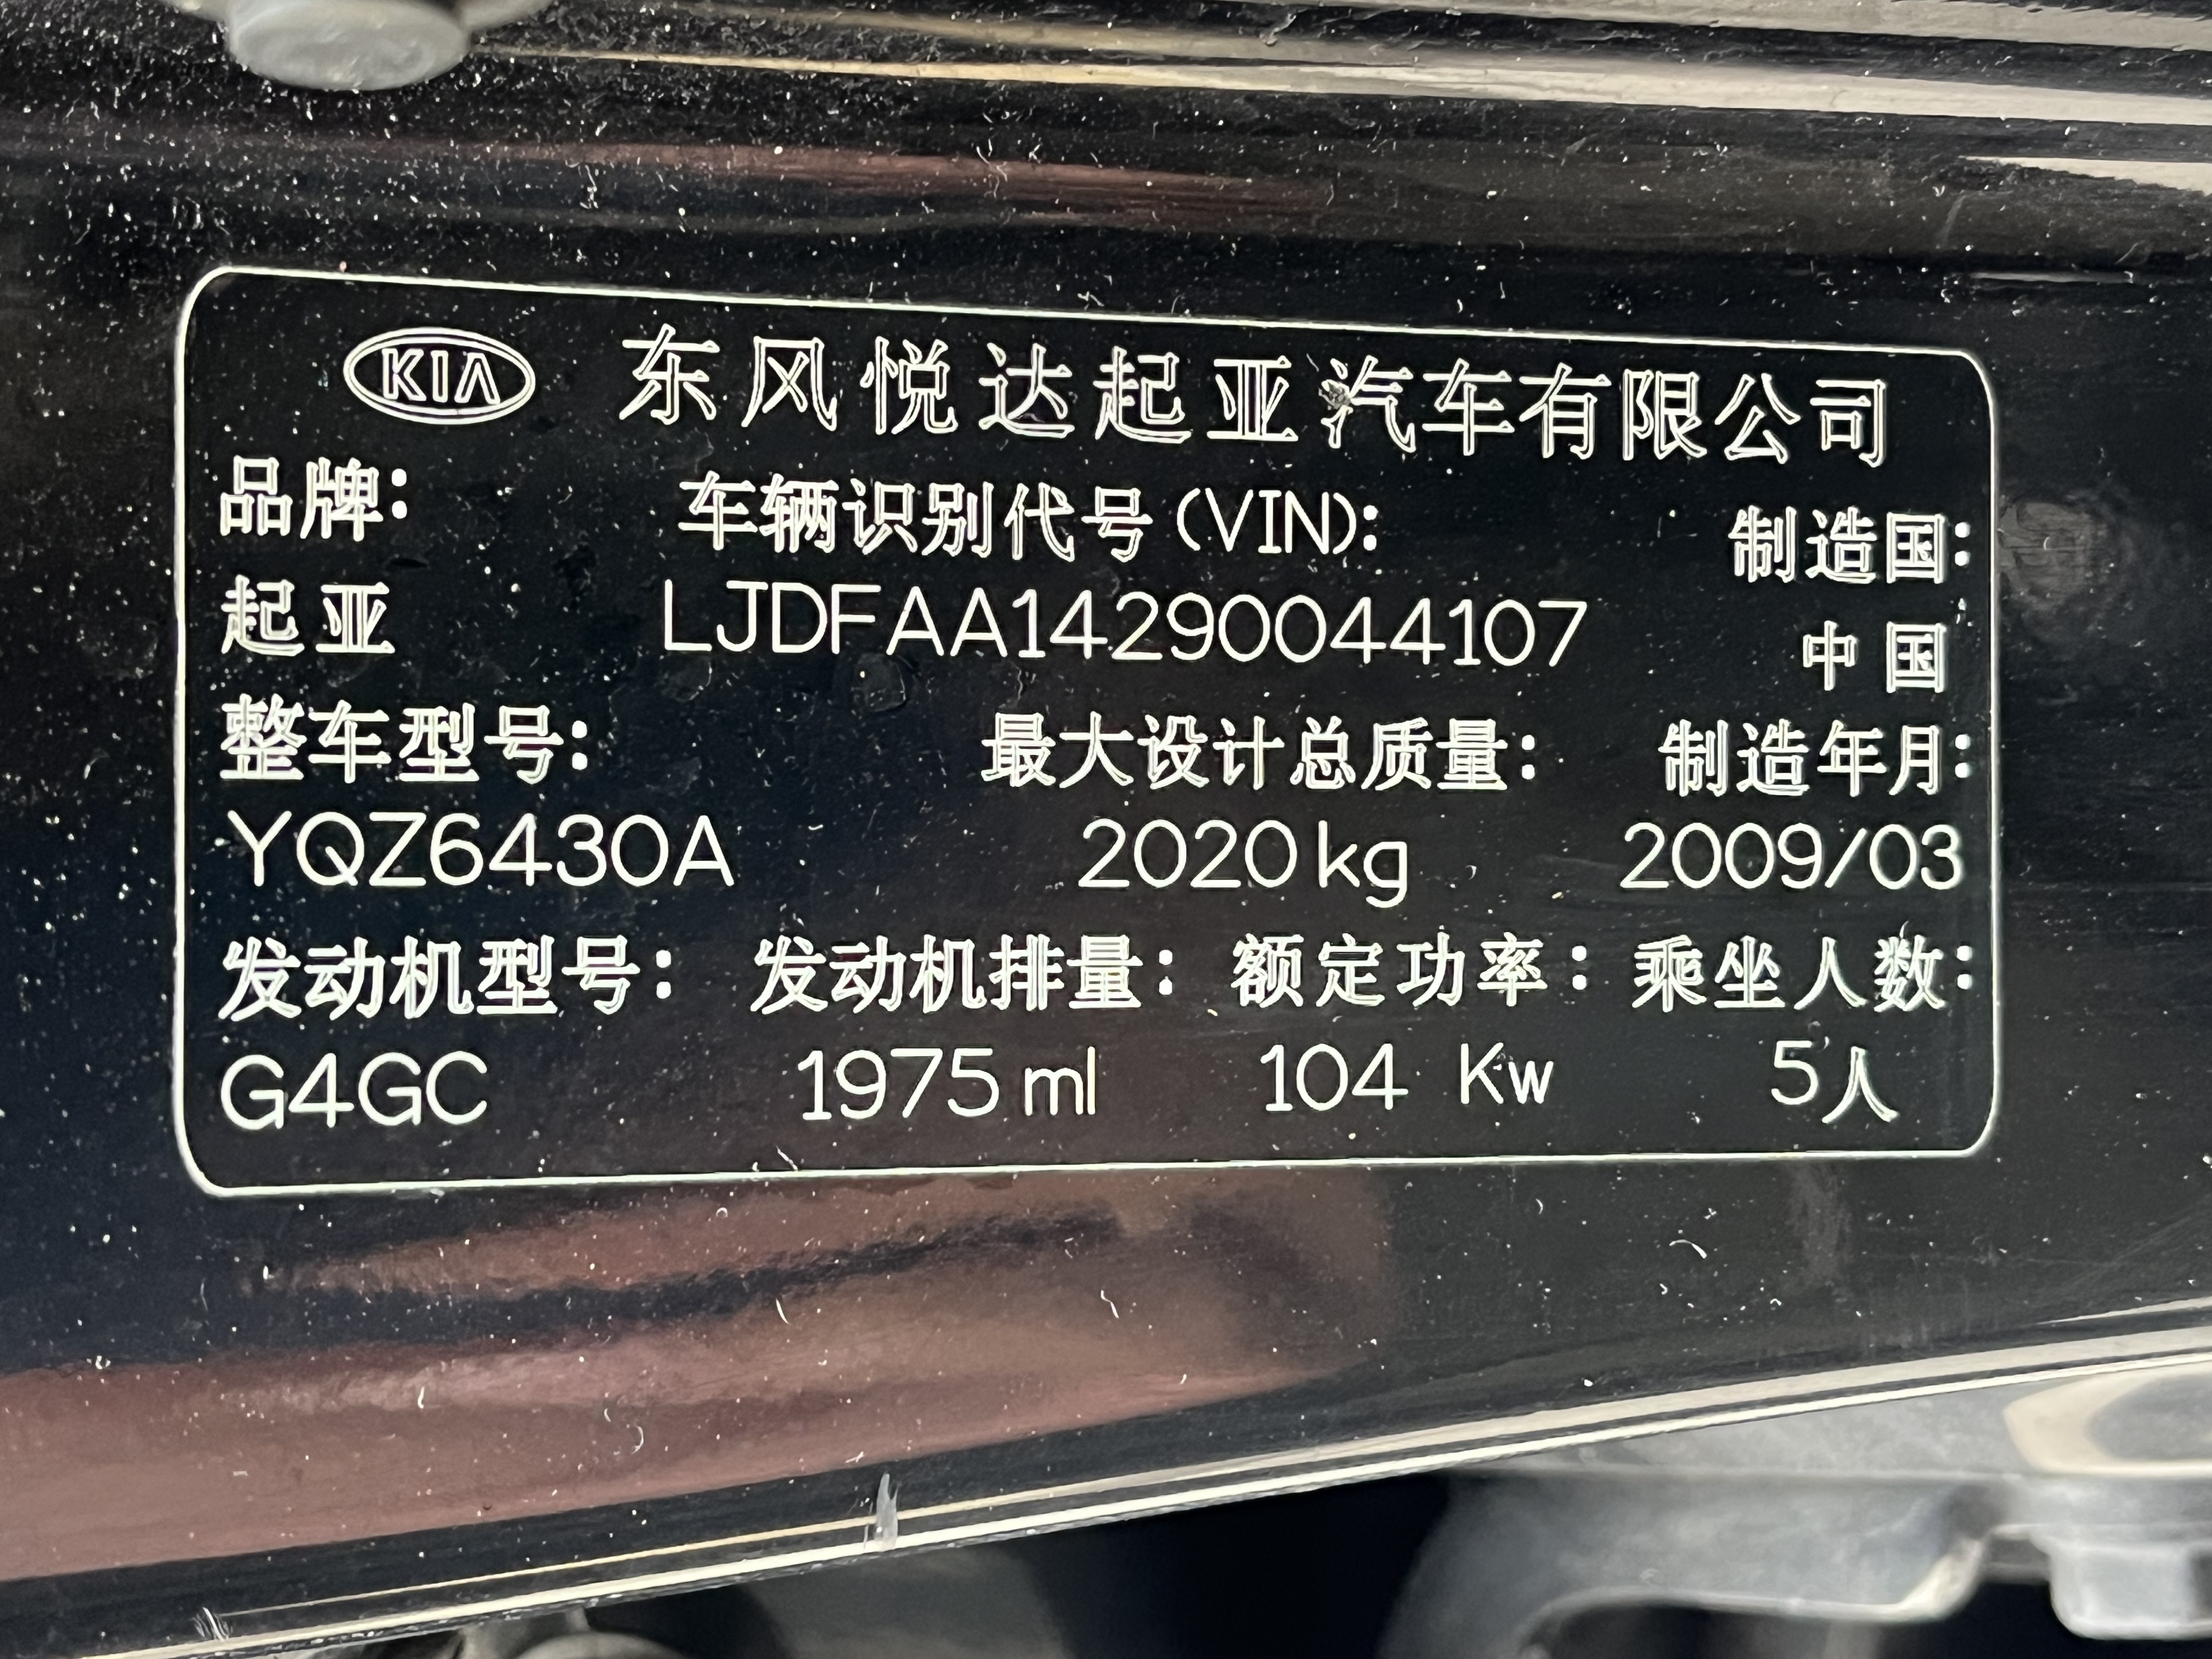 KIA 东风悦达起亚汽车有限公司
品牌: 车辆识别代号(VIN): 制造国:
起亚 LJDFAA14290044107 中国
整车型号: 最大设计总质量: 制造年月:
YQZ6430A 2020kg 2009/03
发动机型号: 发动机排量: 额定功率: 乘坐人数:
G4GC 1975ml 104 Kw 5人